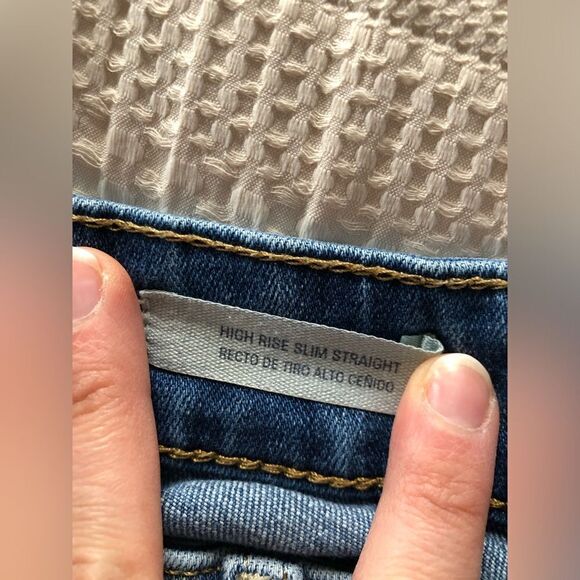 HIGH RISE SLIM STRAIGHT
RECTO DE TIRO ALTO CEÑIDO